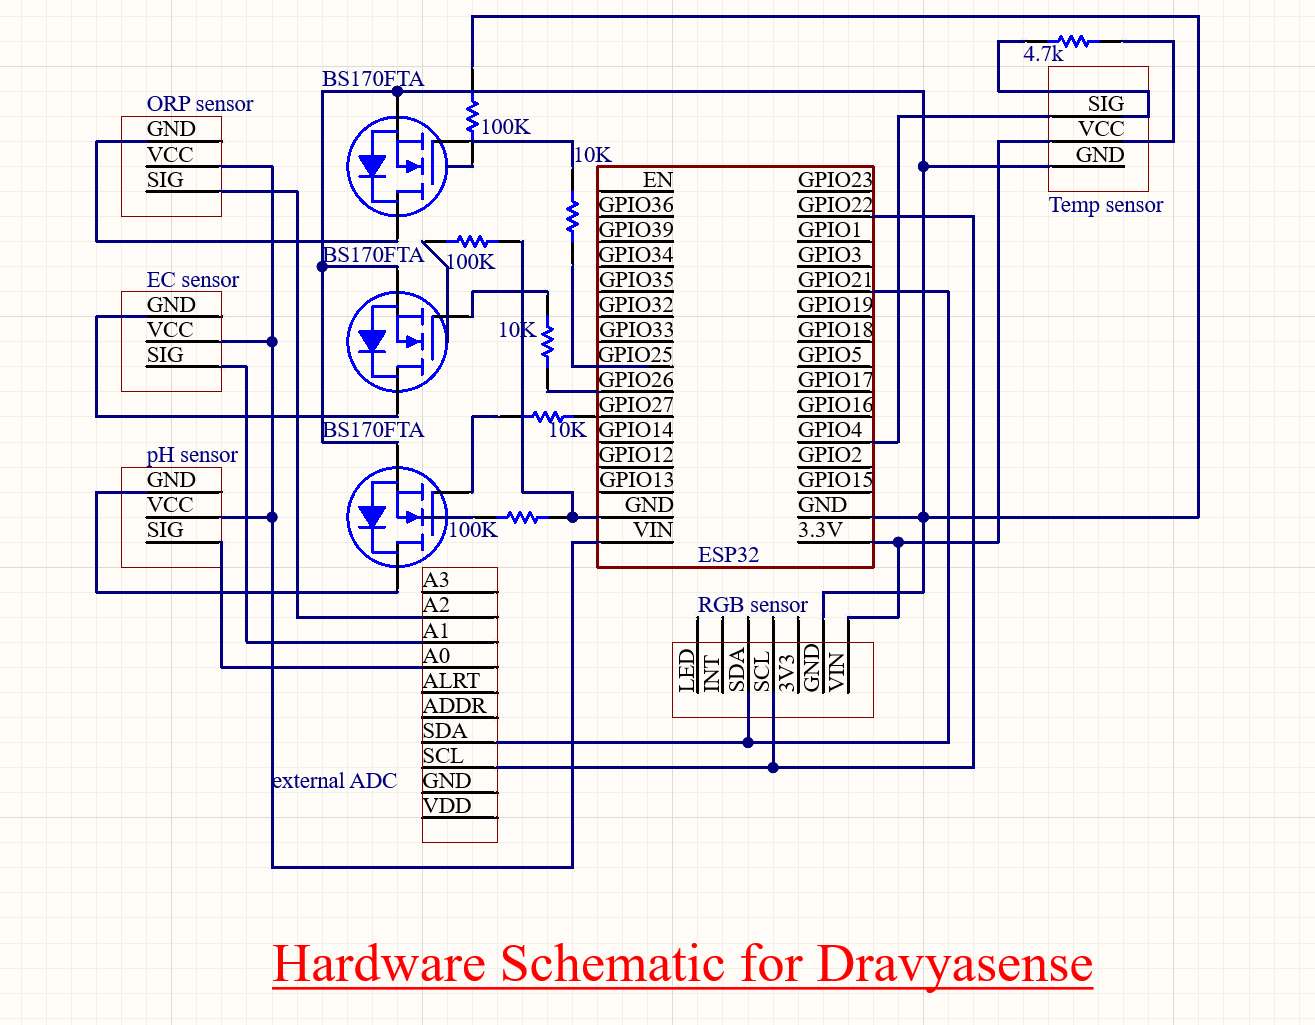 BS170FTA
4.7k
ORP sensor
GND
VCC
SIG
100K
10K
SIG
VCC
GND
Temp sensor
BS170FTA
100K
EC sensor
GND
VCC
SIG
10K
BS170FTA
10K
pH sensor
GND
VCC
SIG
100K
EN
GPIO36
GPIO39
GPIO34
GPIO35
GPIO32
GPIO33
GPIO25
GPIO26
GPIO27
GPIO14
GPIO12
GPIO13
GND
VIN
GPIO23
GPIO22
GPIO1
GPIO3
GPIO21
GPIO19
GPIO18
GPIO5
GPIO17
GPIO16
GPIO4
GPIO2
GPIO15
GND
3.3V
ESP32
A3
A2
A1
A0
ALRT
ADDR
SDA
SCL
GND
VDD
external ADC
RGB sensor
LED
INT
SDA
SCL
3V3
GND
VIN
Hardware Schematic for Dravyasense